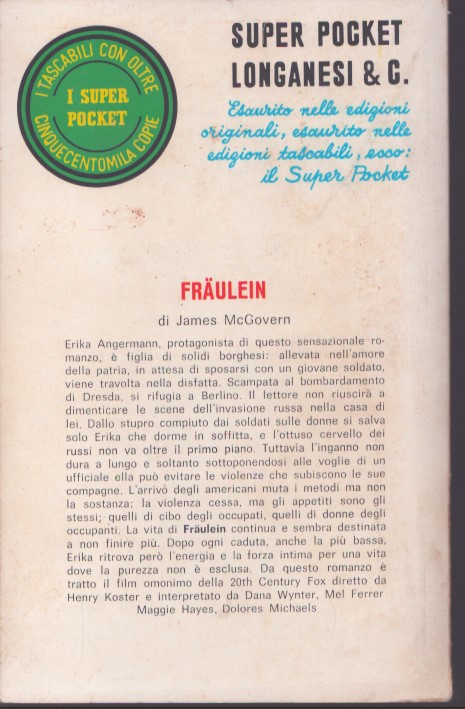 I TASCABILI CON OLTRE
I SUPER
POCKET
CINQUECENTOMILA COPIE
SUPER POCKET
LONGANESI & C.
Esaurito nelle edizioni
originali, esaurito nelle
edizioni tascabili, ecco:
il Super Pocket
FRÄULEIN
di James McGovern
Erika Angermann, protagonista di questo sensazionale ro-
manzo, è figlia di solidi borghesi: allevata nell'amore
della patria, in attesa di sposarsi con un giovane soldato,
viene travolta nella disfatta. Scampata al bombardamento
di Dresda, si rifugia a Berlino. Il lettore non riuscirà a
dimenticare le scene dell'invasione russa nella casa di
lei. Dallo stupro compiuto dai soldati sulle donne si salva
solo Erika che dorme in soffitta, e l'ottuso cervello dei
russi non va oltre il primo piano. Tuttavia l'inganno non
dura a lungo e soltanto sottoponendosi alle voglie di un
ufficiale ella può evitare le violenze che subiscono le sue
compagne. L'arrivo degli americani muta i metodi ma non
la sostanza; la violenza cessa, ma gli appetiti sono gli
stessi; quelli di cibo degli occupati, quelli di donne degli
occupanti. La vita di Fräulein continua e sembra destinata
a non finire più. Dopo ogni caduta, anche la più bassa,
Erika ritrova però l'energia e la forza intima per una vita
dove la purezza non è esclusa. Da questo romanzo è
tratto il film omonimo della 20th Century Fox diretto da
Henry Koster e interpretato da Dana Wynter, Mel Ferrer
Maggie Hayes, Dolores Michaels